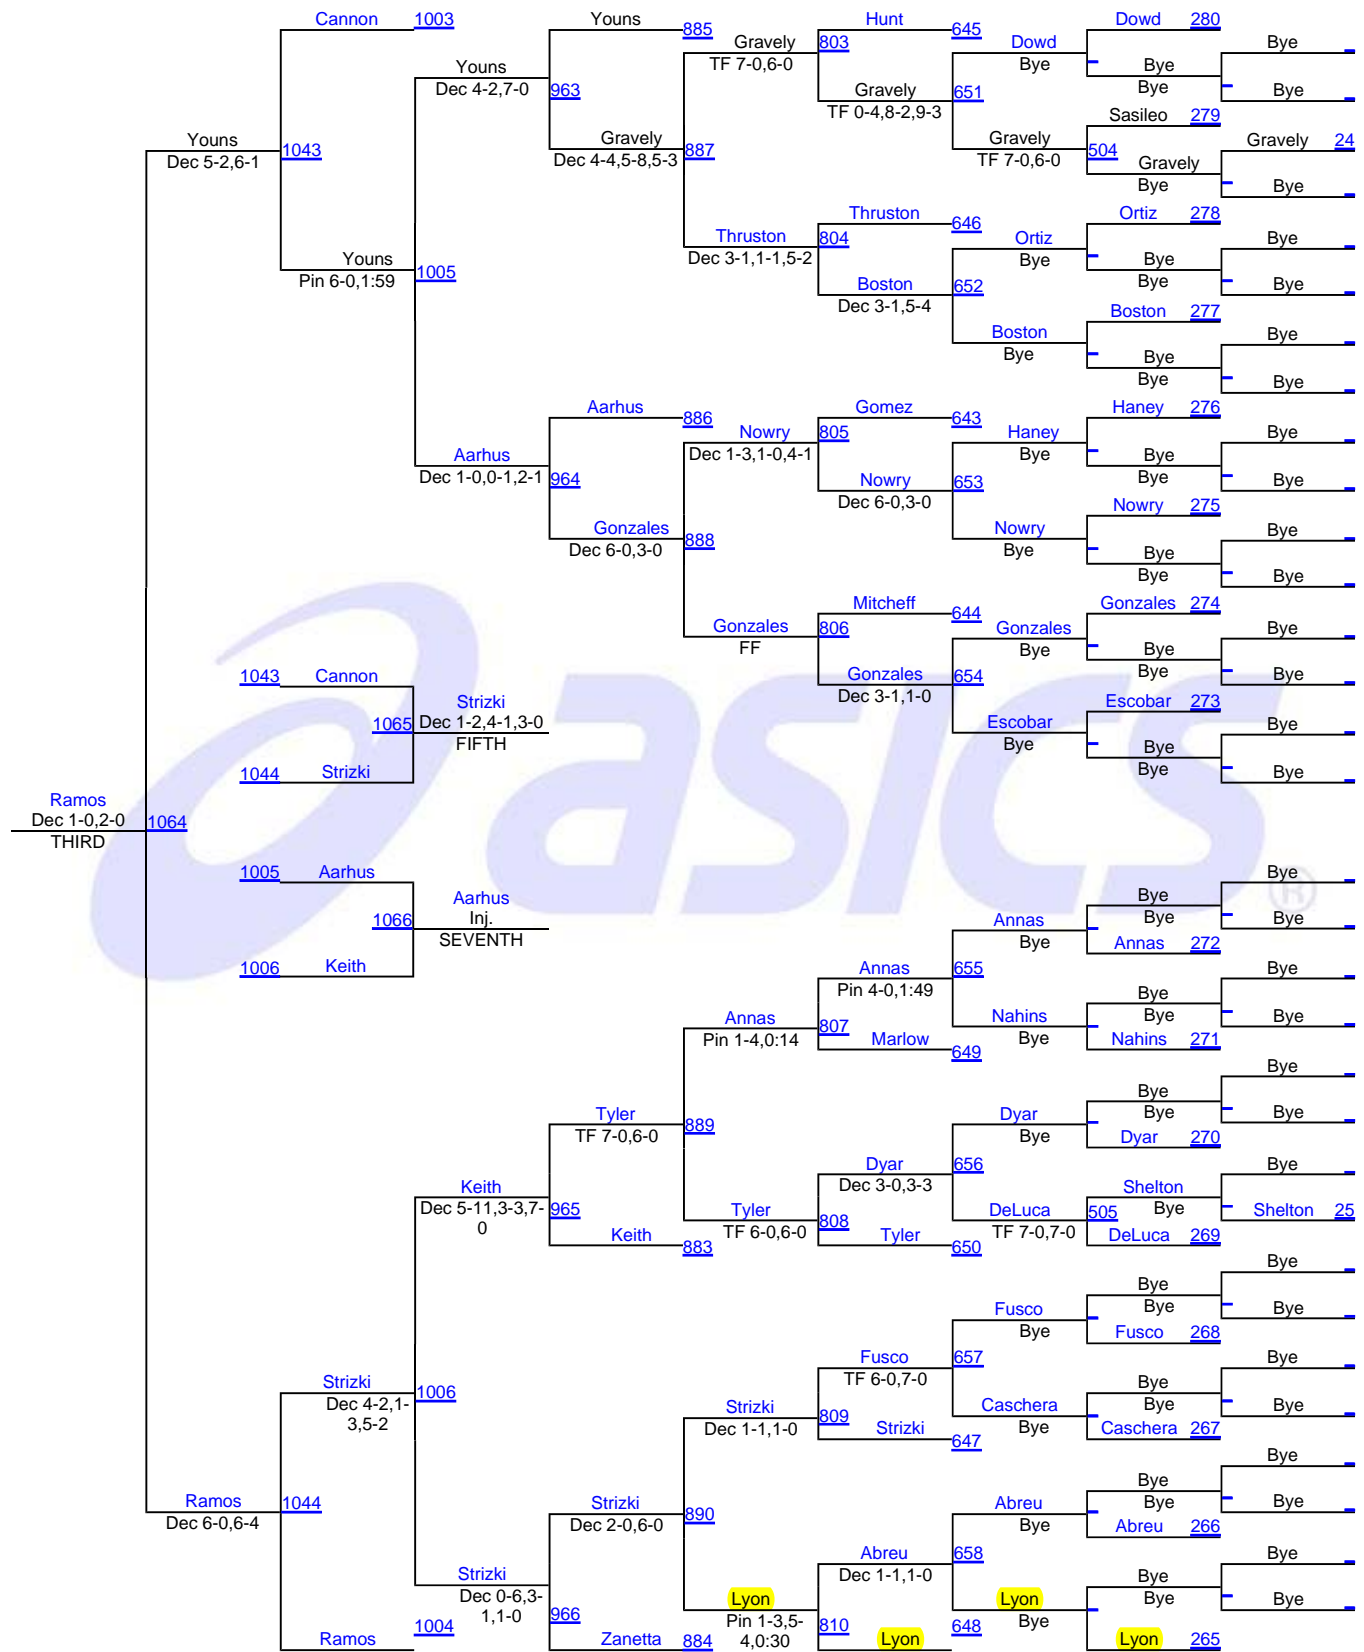 Cannon 1003
Youns
885
Hunt
645
Dowd 280
Bye
Gravely
TF 7-0,6-0
803
Dowd
Bye
Bye
Bye
Bye
Youns
Dec 4-2,7-0
963
Gravely
TF 0-4,8-2,9-3
651
Sasileo 279
Youns
Dec 5-2,6-1
1043
Gravely
Dec 4-4,5-8,5-3
887
Gravely
TF 7-0,6-0
504
Gravely
Bye
Gravely 24
Bye
Thruston
646
Ortiz 278
Thruston
Dec 3-1,1-1,5-2
804
Ortiz
Bye
Bye
Bye
Bye
Bye
Youns
Pin 6-0,1:59
1005
Boston
Dec 3-1,5-4
652
Boston 277
Boston
Bye
Bye
Bye
Bye
Bye
Aarhus
886
Gomez
643
Haney 276
Nowry
Dec 1-3,1-0,4-1
805
Haney
Bye
Bye
Bye
Bye
Bye
Aarhus
Dec 1-0,0-1,2-1
964
Nowry
Dec 6-0,3-0
653
Nowry 275
Gonzales
Dec 6-0,3-0
888
Nowry
Bye
Bye
Bye
Bye
Bye
Mitcheff
644
Gonzales 274
Gonzales
FF
806
Gonzales
Bye
Bye
Bye
Bye
Bye
1043 Cannon
Gonzales
Dec 3-1,1-0
654
Escobar 273
Strizki
1065 Dec 1-2,4-1,3-0
FIFTH
Escobar
Bye
Bye
Bye
Bye
Bye
1044 Strizki
Ramos
Dec 1-0,2-0
THIRD
1064
1005 Aarhus
Aarhus
1066 Inj.
SEVENTH
1006 Keith
asics
®
Annas
Bye
Bye
Bye
Annas 272
Bye
Bye
Annas
Pin 4-0,1:49
655
Annas
Pin 1-4,0:14
807
Marlow
649
Nahins
Bye
Bye
Bye
Nahins 271
Bye
Bye
Tyler
TF 7-0,6-0
889
Dyar
Bye
Bye
Bye
Dyar 270
Bye
Bye
Keith
Dec 5-11,3-3,7-
0
965
Dyar
Dec 3-0,3-3
656
Tyler
TF 6-0,6-0
808
Keith
883
Tyler
650
DeLuca
TF 7-0,7-0
505
Shelton
Bye
DeLuca 269
Bye
Shelton 25
Fusco
Bye
Bye
Bye
Fusco 268
Bye
Bye
Strizki
Dec 4-2,1-
3,5-2
1006
Fusco
TF 6-0,7-0
657
Strizki
Dec 1-1,1-0
809
Strizki
647
Caschera
Bye
Bye
Bye
Caschera 267
Bye
Bye
Ramos
Dec 6-0,6-4
1044
Strizki
Dec 2-0,6-0
890
Abreu
Bye
Bye
Bye
Abreu 266
Bye
Bye
Strizki
Dec 0-6,3-
1,1-0
966
Abreu
Dec 1-1,1-0
658
Lyon
Pin 1-3,5-
4,0:30
810
Lyon
648
Lyon
Bye
Bye
Bye
Lyon 265
Bye
Bye
Ramos
1004
Zanetta
884